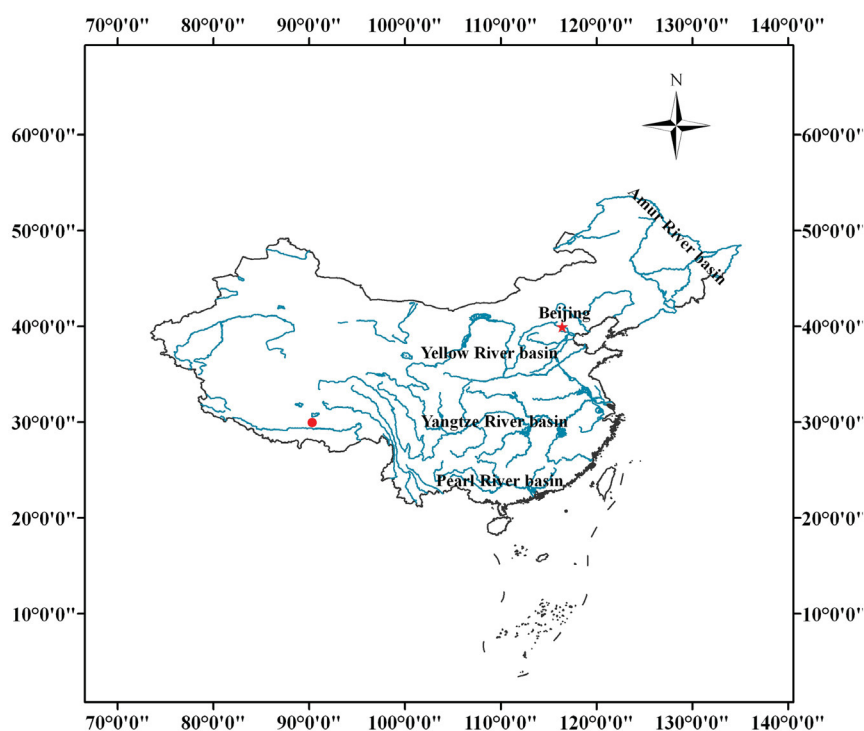 70°0'0" 80°0'0" 90°0'0" 100°0'0" 110°0'0" 120°0'0" 130°0'0" 140°0'0"
N
60°0'0" 60°0'0"
50°0'0" 50°0'0"
Amur River basin
Beijing
40°0'0" 40°0'0"
Yellow River basin
30°0'0" 30°0'0"
Yangtze River basin
Pearl River basin
20°0'0" 20°0'0"
10°0'0" 10°0'0"
70°0'0" 80°0'0" 90°0'0" 100°0'0" 110°0'0" 120°0'0" 130°0'0" 140°0'0"